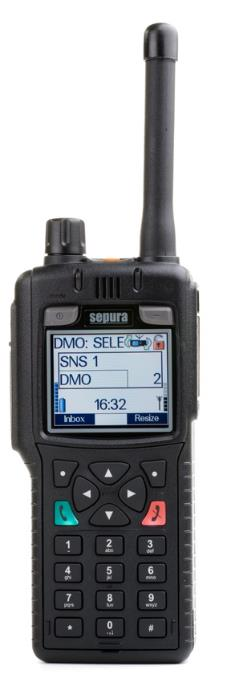 sepura
DMO: SELE
SNS 1
DMO 2
16:32
Inbox Resize
1 2 abc 3 def
4 ghi 5 jkl 6 mno
7 pqrs 8 tuv 9 wxyz
* 0 #